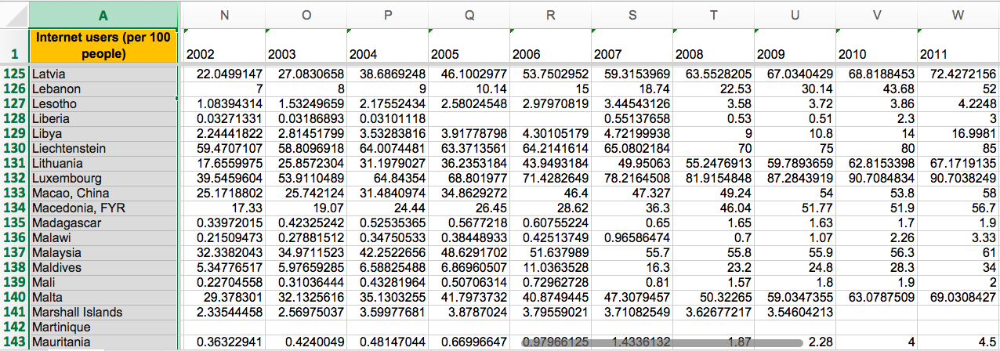 A N O P Q R S T U V W
Internet users (per 100
people)
1 2002 2003 2004 2005 2006 2007 2008 2009 2010 2011
125 Latvia 22.0499147 27.0830658 38.6869248 46.1002977 53.7502952 59.3153969 63.5528205 67.0340429 68.8188453 72.4272156
126 Lebanon 7 8 9 10.14 15 18.74 22.53 30.14 43.68 52
127 Lesotho 1.08394314 1.53249659 2.17552434 2.58024548 2.97970819 3.44543126 3.58 3.72 3.86 4.2248
128 Liberia 0.03271331 0.03186893 0.03101118 0.55137658 0.53 0.51 2.3 3
129 Libya 2.24441822 2.81451799 3.53283816 3.91778798 4.30105179 4.72199938 9 10.8 14 16.9981
130 Liechtenstein 59.4707107 58.8096918 64.0074481 63.3713561 64.2141614 65.0802184 70 75 80 85
131 Lithuania 17.6559975 25.8572304 31.1979027 36.2353184 43.9493184 49.95063 55.2476913 59.7893659 62.8153398 67.1719135
132 Luxembourg 39.5459604 53.9110489 64.84354 68.801977 71.4282649 78.2164508 81.9154848 87.2843919 90.7084834 90.7038249
133 Macao, China 25.1718802 25.742124 31.4840974 34.8629272 46.4 47.327 49.24 54 53.8 58
134 Macedonia, FYR 17.33 19.07 24.44 26.45 28.62 36.3 46.04 51.77 51.9 56.7
135 Madagascar 0.33972015 0.42325242 0.52535365 0.5677218 0.60755224 0.65 1.65 1.63 1.7 1.9
136 Malawi 0.21509473 0.27881512 0.34750533 0.38448933 0.42513749 0.96586474 0.7 1.07 2.26 3.33
137 Malaysia 32.3382043 34.9711523 42.2522656 48.6291702 51.637989 55.7 55.8 55.9 56.3 61
138 Maldives 5.34776517 5.97659285 6.58825488 6.86960507 11.0363528 16.3 23.2 24.8 28.3 34
139 Mali 0.22704558 0.31036444 0.43281964 0.50706314 0.72962728 0.81 1.57 1.8 1.9 2
140 Malta 29.378301 32.1325616 35.1303255 41.7973732 40.8749445 47.3079457 50.32265 59.0347355 63.0787509 69.0308427
141 Marshall Islands 2.33544458 2.56975037 3.59977681 3.8787024 3.79559021 3.71082549 3.62677217 3.54604213
142 Martinique
143 Mauritania 0.36322941 0.4240049 0.48147044 0.66996647 0.97966125 1.4336132 1.87 2.28 4 4.5